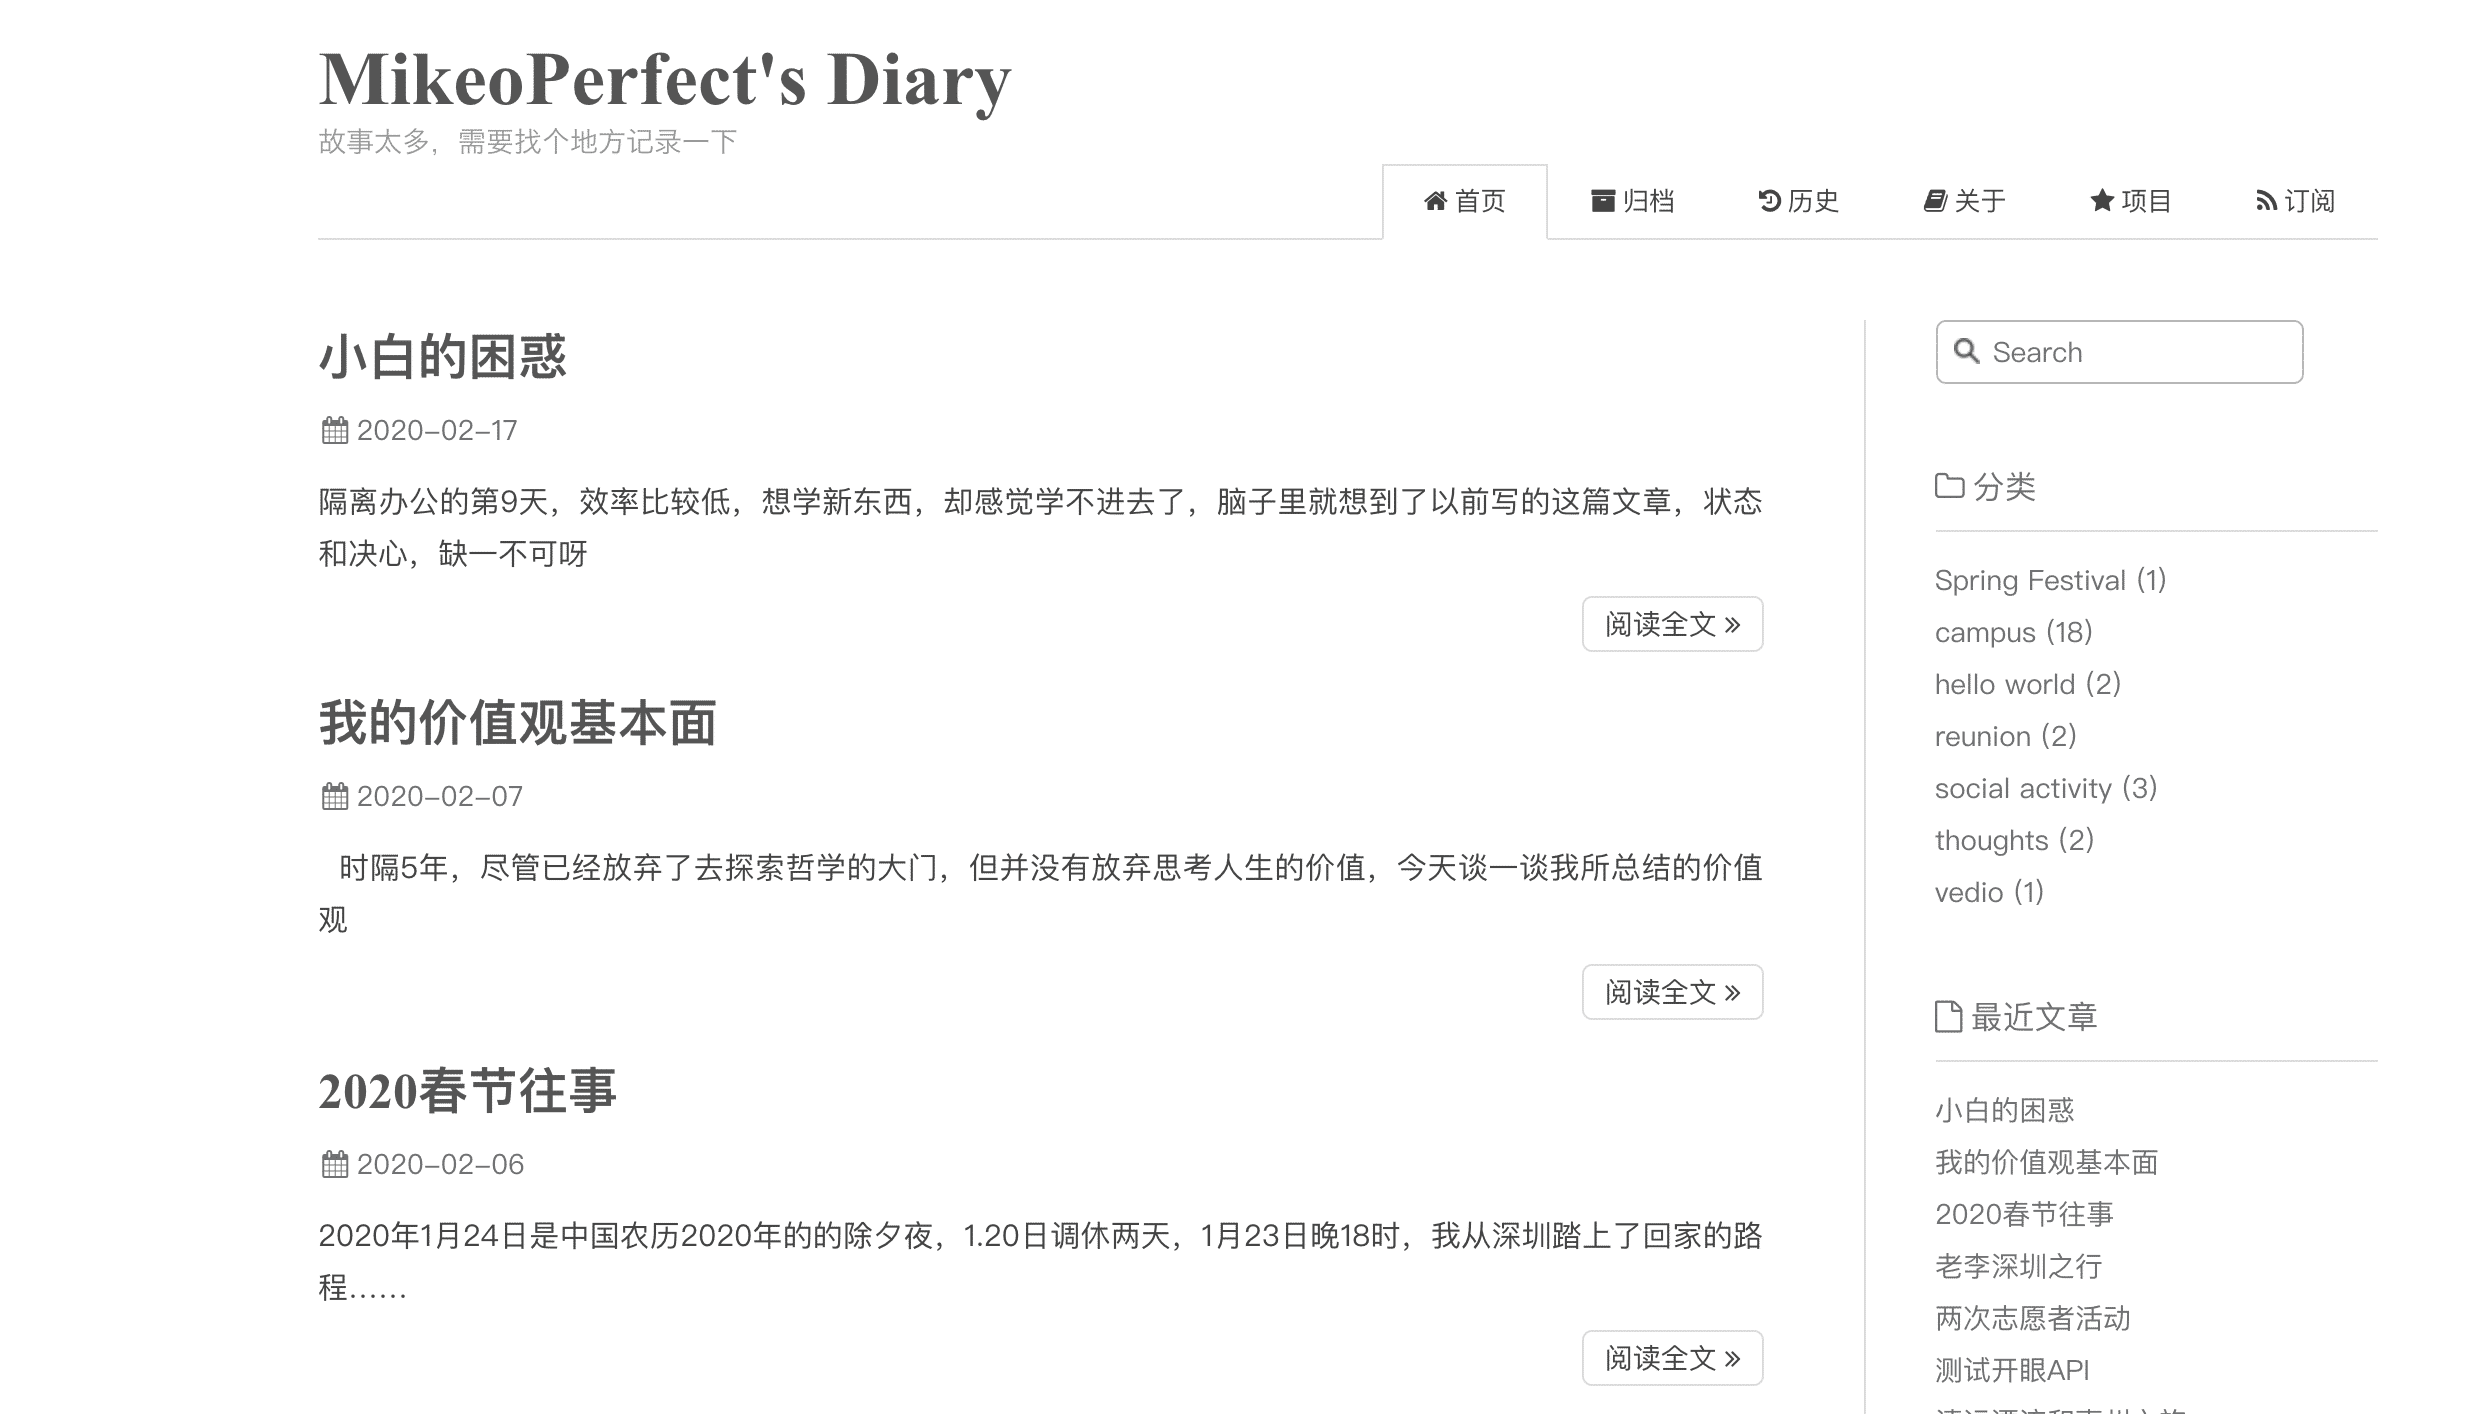 MikeoPerfect's Diary
故事太多，需要找个地方记录一下
首页 归档 历史 关于 项目 订阅
小白的困惑
2020-02-17
隔离办公的第9天，效率比较低，想学新东西，却感觉学不进去了，脑子里就想到了以前写的这篇文章，状态
和决心，缺一不可呀
阅读全文 »
我的价值观基本面
2020-02-07
时隔5年，尽管已经放弃了去探索哲学的大门，但并没有放弃思考人生的价值，今天谈一谈我所总结的价值
观
阅读全文 »
2020春节往事
2020-02-06
2020年1月24日是中国农历2020年的的除夕夜，1.20日调休两天，1月23日晚18时，我从深圳踏上了回家的路
程……
阅读全文 »
Search
分类
Spring Festival (1)
campus (18)
hello world (2)
reunion (2)
social activity (3)
thoughts (2)
vedio (1)
最近文章
小白的困惑
我的价值观基本面
2020春节往事
老李深圳之行
两次志愿者活动
测试开眼API